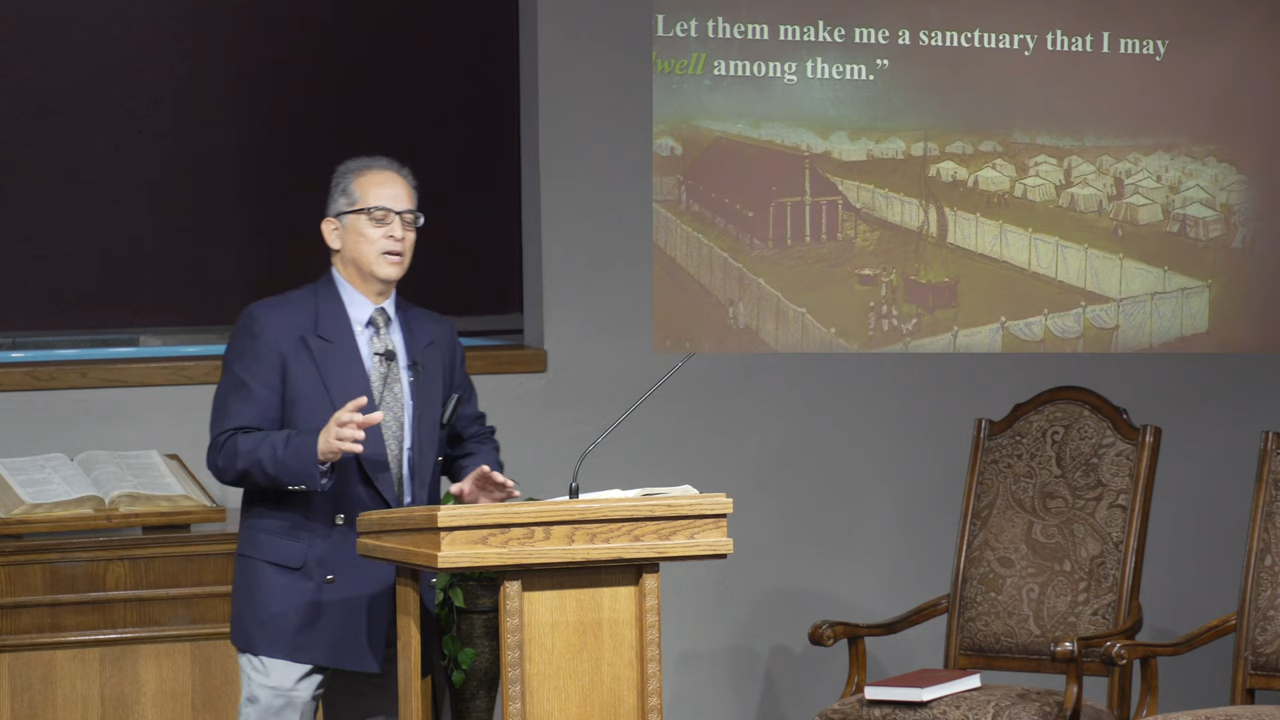 Let them make me a sanctuary that I may
well among them.”